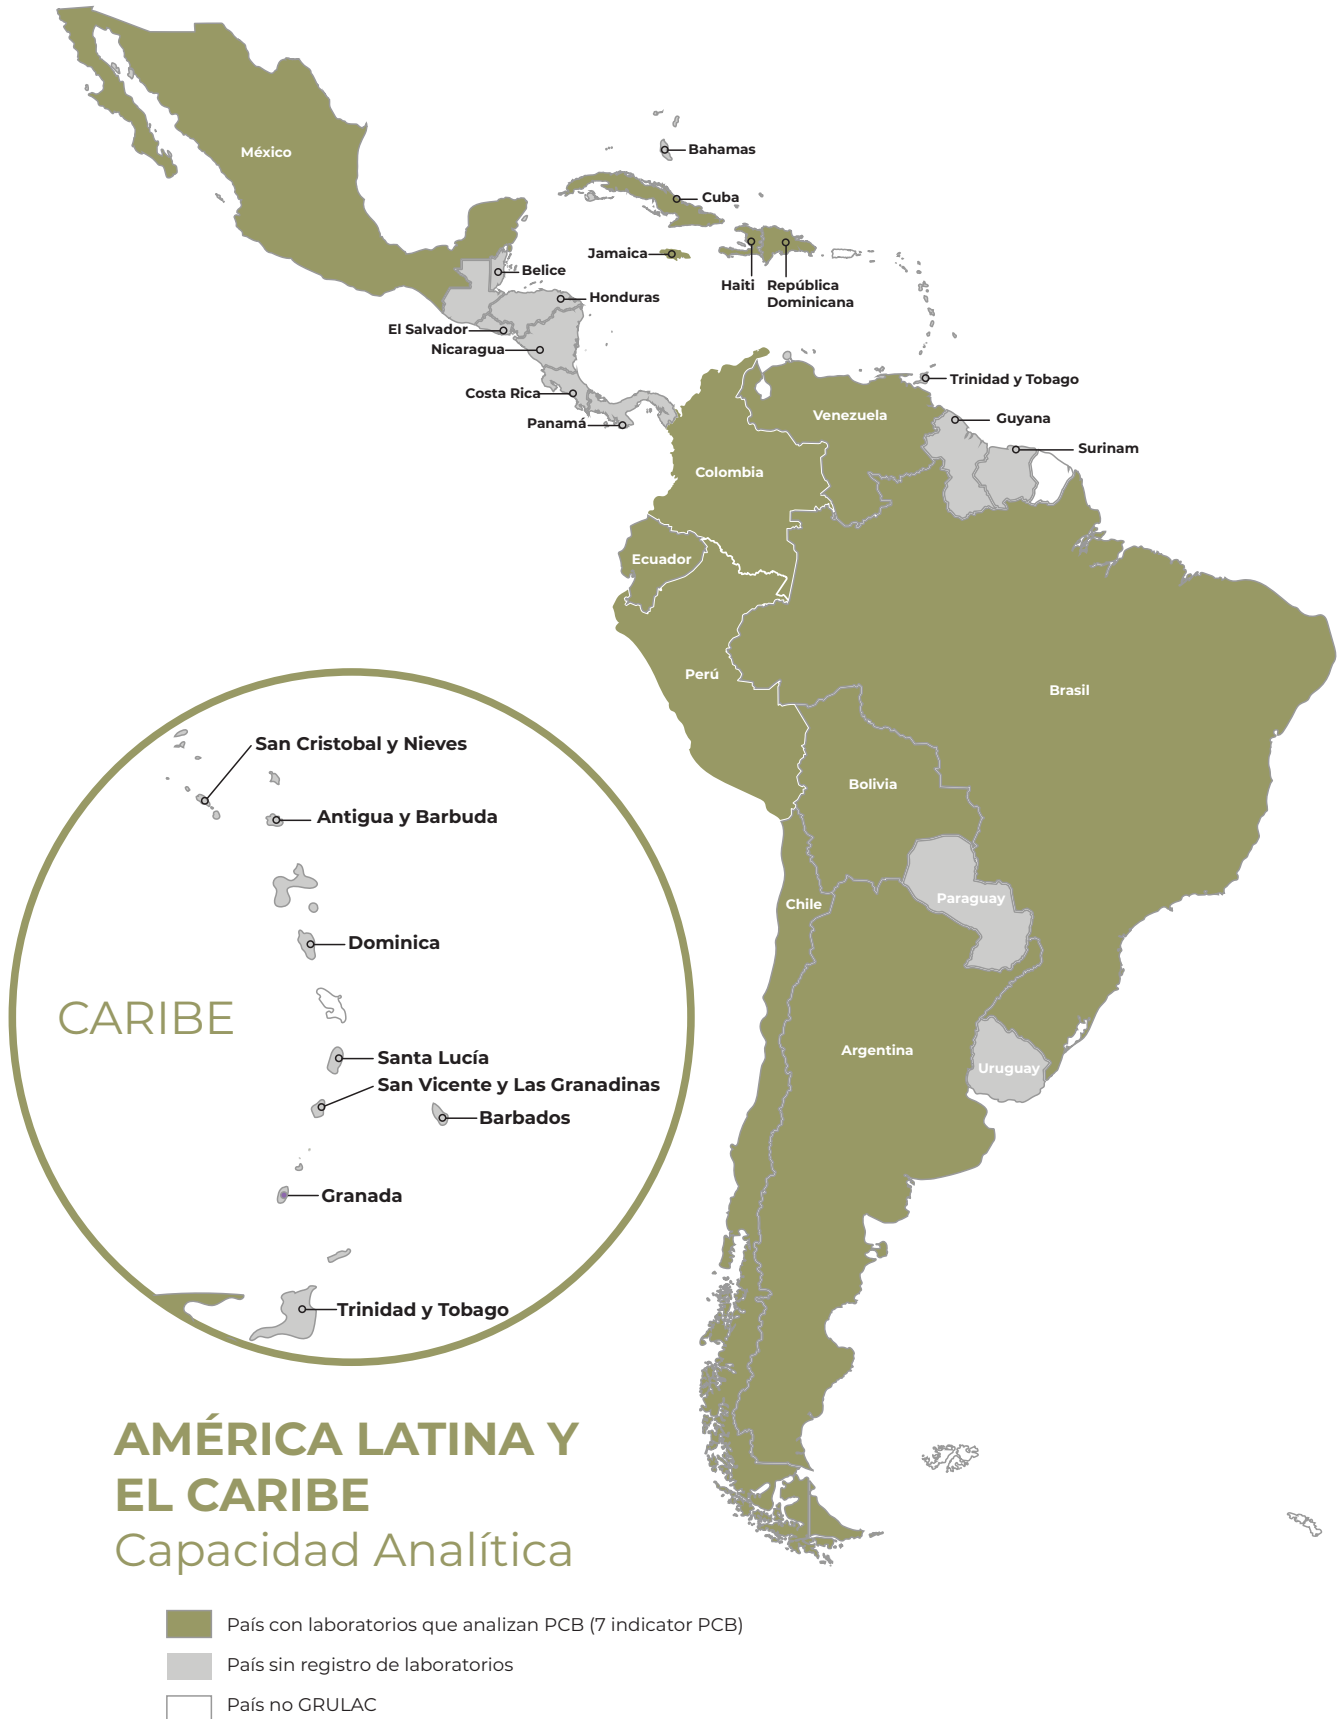 México
Bahamas
Cuba
Jamaica
Haiti
República
Dominicana
Belice
Honduras
El Salvador
Nicaragua
Costa Rica
Panamá
Trinidad y Tobago
Guyana
Surinam
Venezuela
Colombia
Ecuador
Perú
Brasil
Bolivia
Paraguay
Chile
Argentina
Uruguay
San Cristobal y Nieves
Antigua y Barbuda
Dominica
CARIBE
Santa Lucía
San Vicente y Las Granadinas
Barbados
Granada
Trinidad y Tobago
AMÉRICA LATINA Y
EL CARIBE
Capacidad Analítica
País con laboratorios que analizan PCB (7 indicator PCB)
País sin registro de laboratorios
País no GRULAC